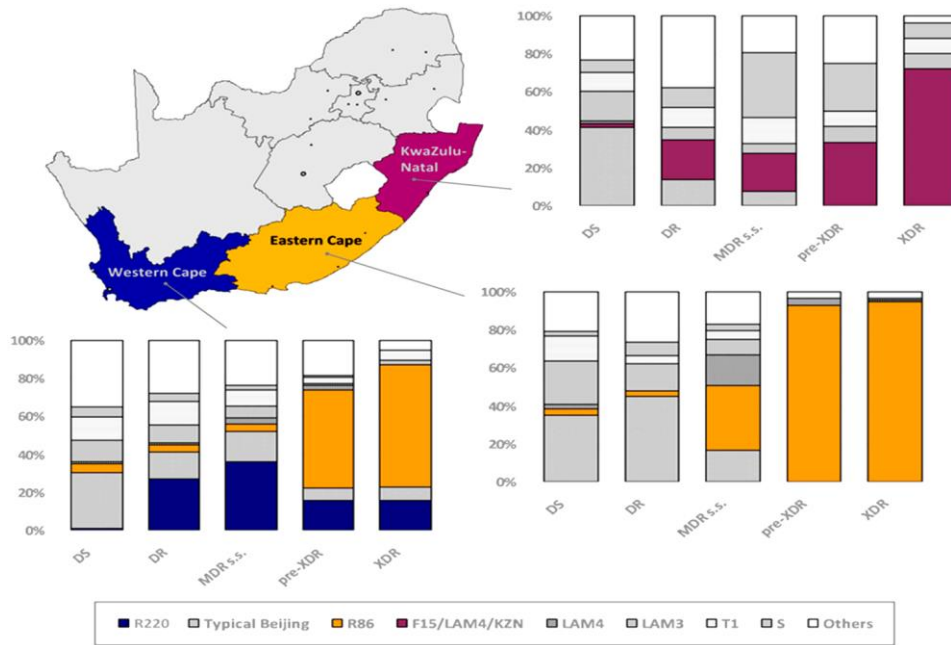 100%
80%
60%
40%
20%
0%
DS
DR
MDR s.s.
pre-XDR
XDR
KwaZulu-
Natal
Eastern Cape
Western Cape
100%
80%
60%
40%
20%
0%
DS
DR
MDR s.s.
pre-XDR
XDR
100%
80%
60%
40%
20%
0%
DS
DR
MDR s.s.
pre-XDR
XDR
R220 Typical Beijing R86 F15/LAM4/KZN LAM4 LAM3 T1 S Others